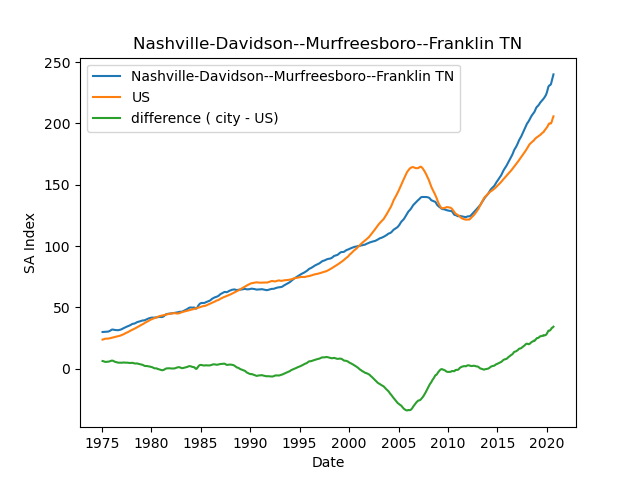 Nashville-Davidson--Murfreesboro--Franklin TN
250
200
150
100
50
0
SA Index
Nashville-Davidson--Murfreesboro--Franklin TN
US
difference ( city - US)
1975 1980 1985 1990 1995 2000 2005 2010 2015 2020
Date